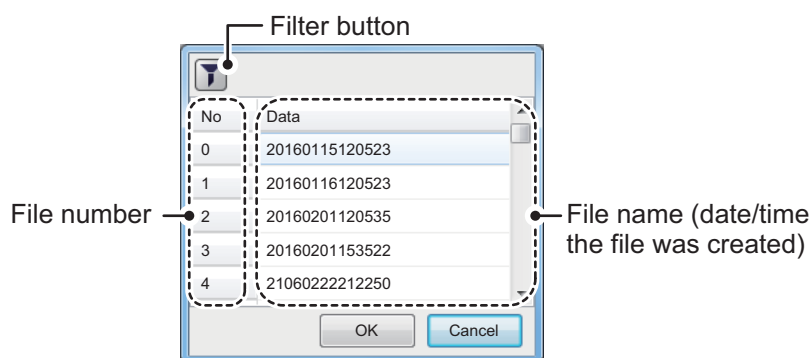 Filter button
No Data
0 20160115120523
1 20160116120523
File number 2 20160201120535 File name (date/time
3 20160201153522 the file was created)
4 21060222212250
OK Cancel